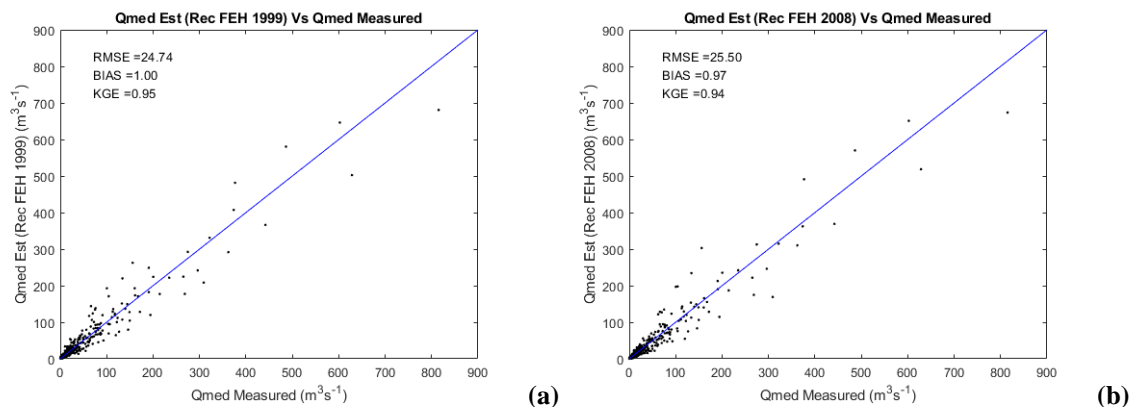 Qmed Est (Rec FEH 1999) Vs Qmed Measured
RMSE =24.74
BIAS =1.00
KGE =0.95
Qmed Est (Rec FEH 1999) (m³s⁻¹)
900
800
700
600
500
400
300
200
100
0
0 100 200 300 400 500 600 700 800 900
Qmed Measured (m³s⁻¹)
(a)
Qmed Est (Rec FEH 2008) Vs Qmed Measured
RMSE =25.50
BIAS =0.97
KGE =0.94
Qmed Est (Rec FEH 2008) (m³s⁻¹)
900
800
700
600
500
400
300
200
100
0
0 100 200 300 400 500 600 700 800 900
Qmed Measured (m³s⁻¹)
(b)